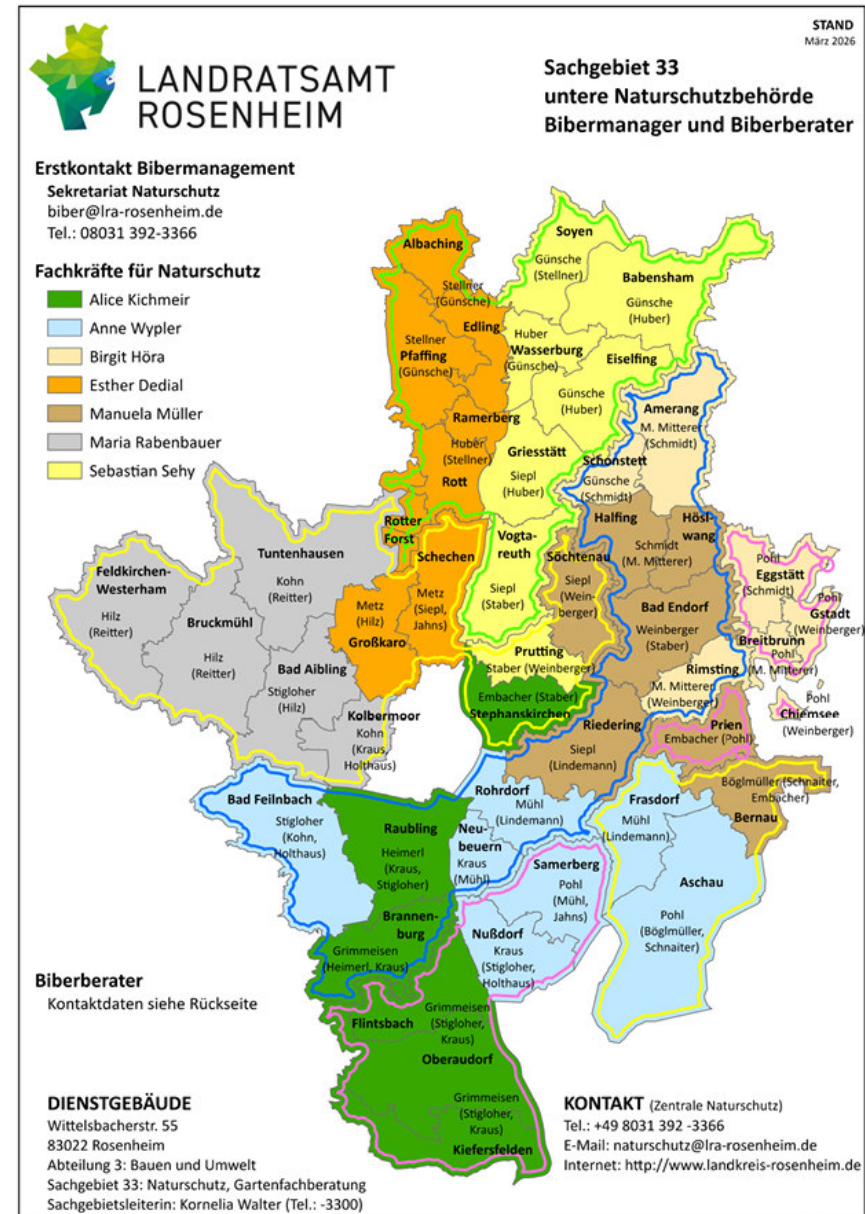 STAND
März 2026
LANDRATSAMT
ROSENHEIM
Sachgebiet 33
untere Naturschutzbehörde
Bibermanager und Biberberater
Erstkontakt Bibermanagement
Sekretariat Naturschutz
biber@lra-rosenheim.de
Tel.: 08031 392-3366
Fachkräfte für Naturschutz
Alice Kichmeir
Anne Wypler
Birgit Höra
Esther Dedial
Manuela Müller
Maria Rabenbauer
Sebastian Sehy
Albaching
Stellner
(Günsche)
Edling
Stellner
Pfaffing
(Günsche)
Ramerberg
Huber
(Stellner)
Rott
Rotter
Forst
Soyen
Günsche
(Stellner)
Babensham
Günsche
(Huber)
Huber
Wasserburg
(Günsche)
Eiselfing
Günsche
(Huber)
Griesstätt
Siepl
(Huber)
Amerang
M. Mitterer
(Schmidt)
Schonstett
Günsche
(Schmidt)
Halfing
Hösl-
wang
Schmidt
(M. Mitterer)
Vogta-
reuth
Siepl
(Staber)
Söchtenau
Siepl
(Wein-
berger)
Schechen
Metz
(Siepl,
Jahns)
Metz
(Hilz)
Großkaro
Tuntenhausen
Kohn
(Reitter)
Feldkirchen-
Westerham
Hilz
(Reitter)
Bruckmühl
Hilz
(Reitter)
Bad Aibling
Stigloher
(Hilz)
Kolbermoor
Kohn
(Kraus,
Holthaus)
Prutting
Staber (Weinberger)
Embacher (Staber)
Stephanskirchen
Bad Endorf
Weinberger
(Staber)
Pohl
Eggstätt
(Schmidt)
Pohl
Gstadt
(Weinberger)
Breitbrunn
Pohl
(M. Mitterer)
Rimsting
M. Mitterer
(Weinberger)
Pohl
Chiemsee
(Weinberger)
Riedering
Siepl
(Lindemann)
Prien
Embacher (Pohl)
Böglmüller (Schnaiter,
Embacher)
Bernau
Bad Feilnbach
Stigloher
(Kohn,
Holthaus)
Raubling
Heimerl
(Kraus,
Stigloher)
Rohrdorf
Mühl
(Lindemann)
Neu-
beuern
Kraus
(Mühl)
Frasdorf
Mühl
(Lindemann)
Samerberg
Pohl
(Mühl,
Jahns)
Aschau
Pohl
(Böglmüller,
Schnaiter)
Brannen-
burg
Grimmeisen
(Heimerl, Kraus)
Nußdorf
Kraus
(Stigloher,
Holthaus)
Flintsbach
Grimmeisen
(Stigloher,
Kraus)
Oberaudorf
Grimmeisen
(Stigloher,
Kraus)
Kiefersfelden
Biberberater
Kontaktdaten siehe Rückseite
DIENSTGEBÄUDE
Wittelsbacherstr. 55
83022 Rosenheim
Abteilung 3: Bauen und Umwelt
Sachgebiet 33: Naturschutz, Gartenfachberatung
Sachgebietsleiterin: Kornelia Walter (Tel.: -3300)
KONTAKT (Zentrale Naturschutz)
Tel.: +49 8031 392 -3366
E-Mail: naturschutz@lra-rosenheim.de
Internet: http://www.landkreis-rosenheim.de